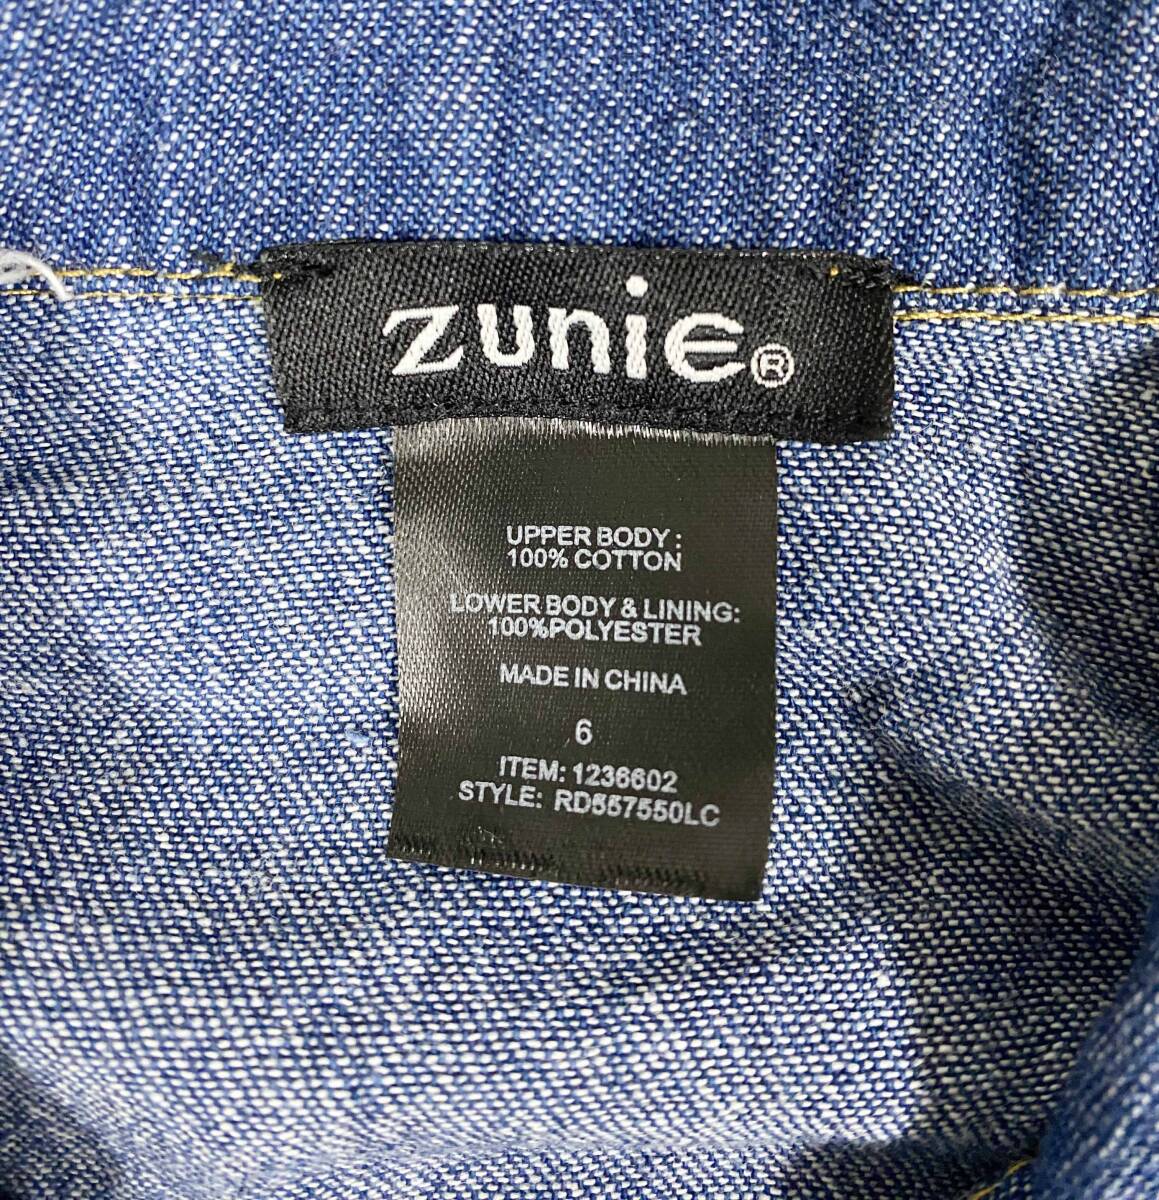 zunie®
UPPER BODY :
100% COTTON
LOWER BODY & LINING:
100%POLYESTER
MADE IN CHINA
6
ITEM: 1236602
STYLE: RD557550LC